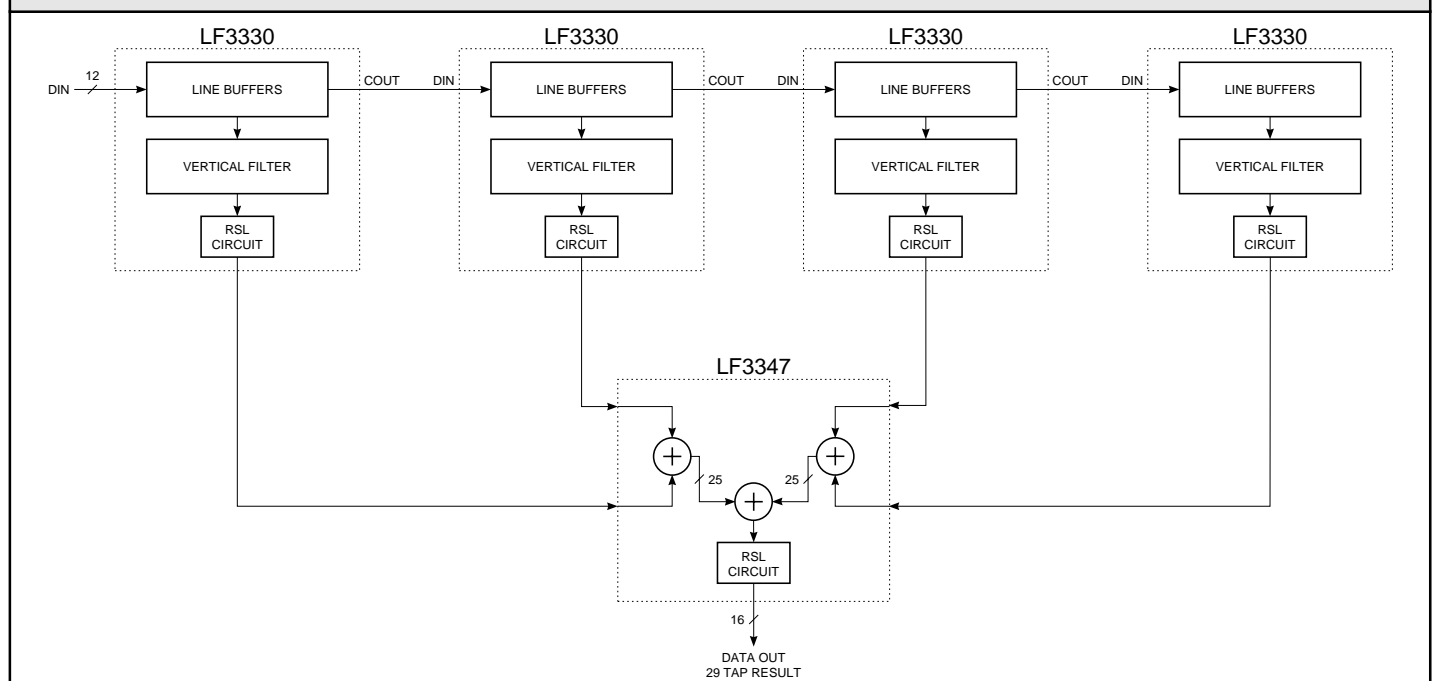 LF3330
LF3330
LF3330
LF3330
DIN
12
LINE BUFFERS
COUT
DIN
LINE BUFFERS
COUT
DIN
LINE BUFFERS
COUT
DIN
LINE BUFFERS
VERTICAL FILTER
VERTICAL FILTER
VERTICAL FILTER
VERTICAL FILTER
RSL
CIRCUIT
RSL
CIRCUIT
RSL
CIRCUIT
RSL
CIRCUIT
LF3347
+
+
25
25
+
RSL
CIRCUIT
16
DATA OUT
29 TAP RESULT